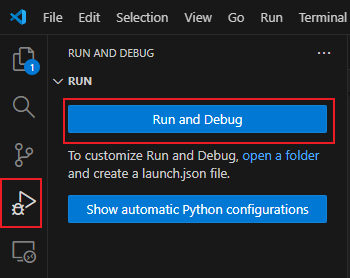 File Edit Selection View Go Run Terminal
RUN AND DEBUG ...
1
RUN
Run and Debug
To customize Run and Debug, open a folder
and create a launch.json file.
Show automatic Python configurations